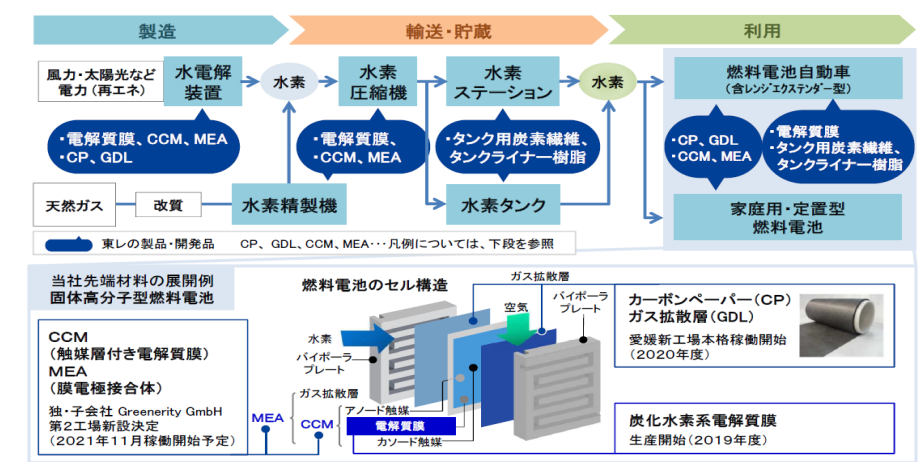 製造
輸送・貯蔵
利用
風力・太陽光など
電力(再エネ)
水電解
装置
水素
水素
圧縮機
水素
ステーション
水素
燃料電池自動車
(含レンジエクステンダー型)
・電解質膜、CCM、MEA
・CP、GDL
・電解質膜、
・CCM、MEA
・タンク用炭素繊維、
タンクライナー樹脂
・CP、GDL
・CCM、MEA
・電解質膜
・タンク用炭素繊維、
タンクライナー樹脂
天然ガス
改質
水素精製機
水素タンク
家庭用・定置型
燃料電池
東レの製品・開発品 CP、GDL、CCM、MEA・・・凡例については、下段を参照
当社先端材料の展開例
固体高分子型燃料電池
燃料電池のセル構造
ガス拡散層
バイポーラ
プレート
空気
水素
バイポーラ
プレート
ガス拡散層
アノード触媒
電解質膜
カソード触媒
MEA
CCM
CCM
(触媒層付き電解質膜)
MEA
(膜電極接合体)
独・子会社 Greenerity GmbH
第2工場新設決定
(2021年11月稼働開始予定)
カーボンペーパー(CP)
ガス拡散層(GDL)
愛媛新工場本格稼働開始
(2020年度)
炭化水素系電解質膜
生産開始(2019年度)